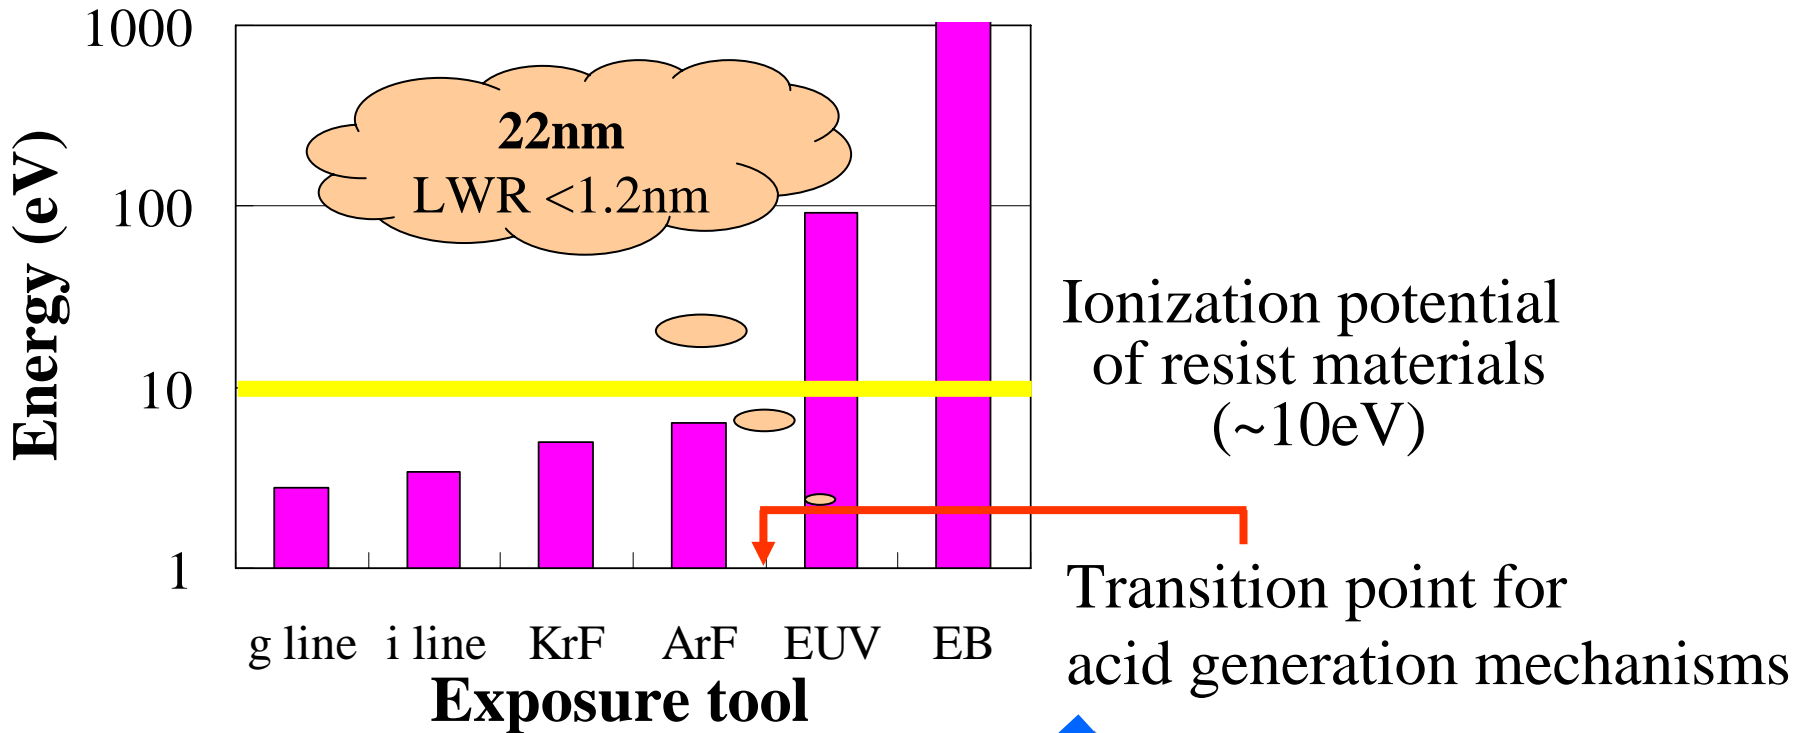 1000
100
10
1
Energy (eV)
22nm
LWR <1.2nm
g line i line KrF ArF EUV EB
Exposure tool
Ionization potential
of resist materials
(~10eV)
Transition point for
acid generation mechanisms